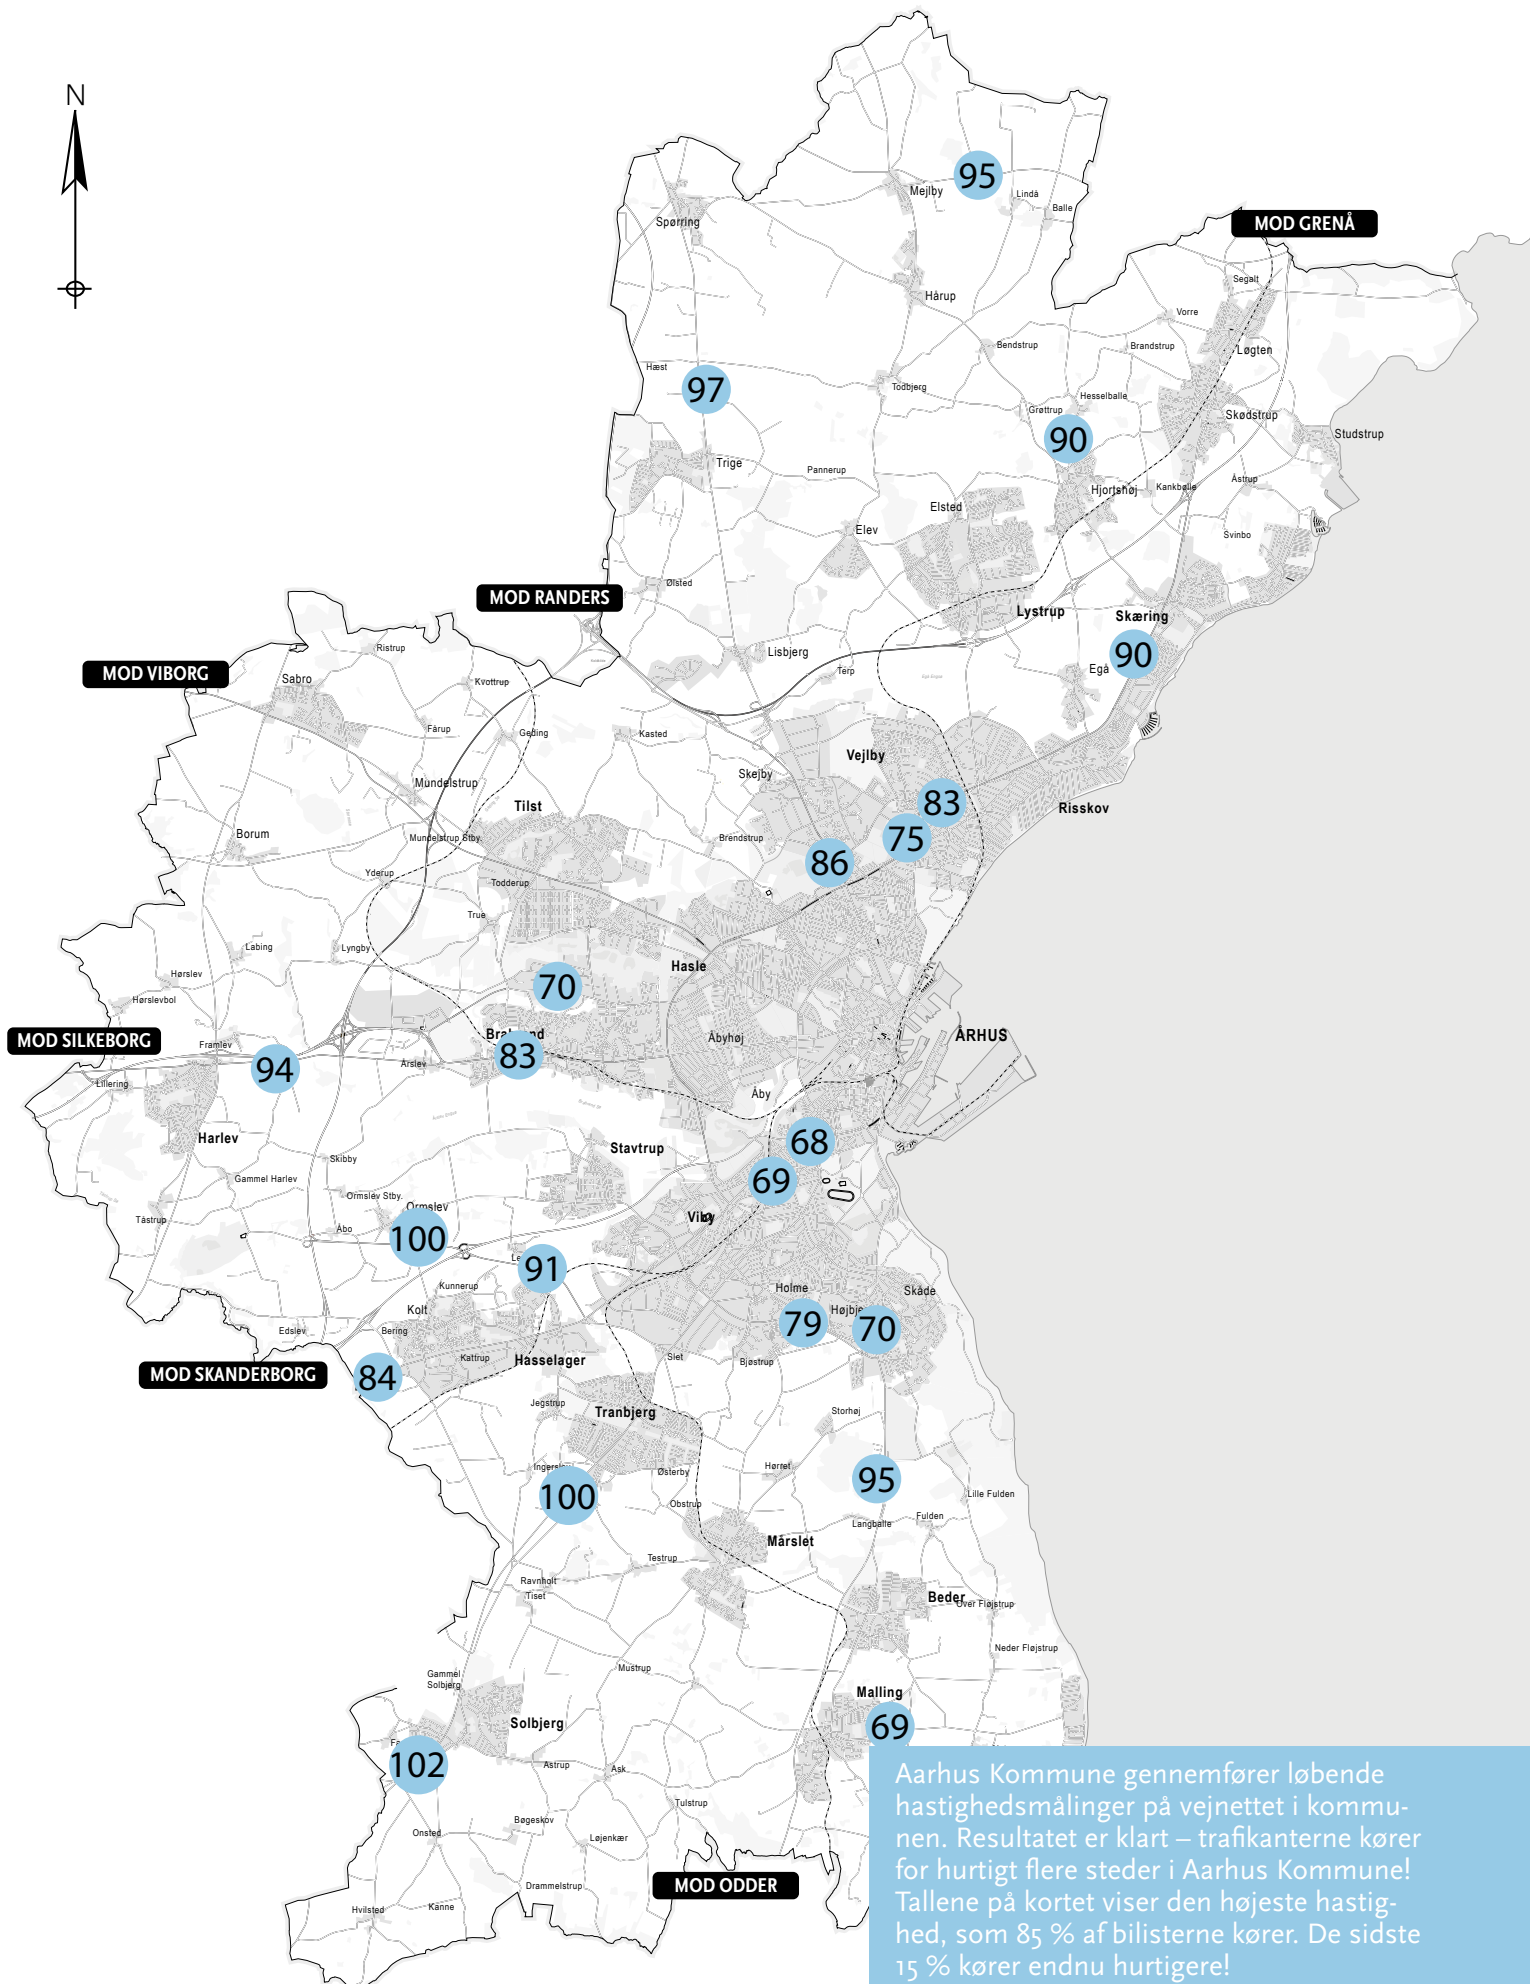 N
95
Mejlby
Lindå
Balle
Spørring
MOD GRENÅ
Segalt
Hårup
Vorre
Bendstrup
Brandstrup
Løgten
Hæst
97
Todbjerg
Hesselballe
Grøttrup
Skødstrup
90
Studstrup
Trige
Pannerup
Hjortshøj
Kankbølle
Åstrup
Elsted
Elev
Svinbo
Ølsted
MOD RANDERS
Lystrup
Skæring
Ristrup
Lisbjerg
90
MOD VIBORG
Terp
Egå
Sabro
Kvottrup
Fårup
Geding
Kasted
Vejlby
Skejby
Mundelstrup
Tilst
83
Risskov
Borum
Mundelstrup Stby.
Brendstrup
75
86
Yderup
Todderup
True
Labing
Lyngby
Hasle
Hørslev
70
Hørslevbol
MOD SILKEBORG
Framlev
Åbyhøj
ÅRHUS
83
94
Årslev
Lillering
Åby
Harlev
Stavtrup
68
Skibby
Gammel Harlev
69
Ormslev Stby.
Ormslev
Tåstrup
Åbo
Viby
100
91
Kunnerup
Holme
Skåde
Kolt
79
70
Edslev
Bering
Kattrup
Hasselager
Slet
Bjøstrup
MOD SKANDERBORG
84
Jegstrup
Tranbjerg
Storhøj
Hørret
Østerby
95
100
Obstrup
Lille Fulden
Langballe
Fulden
Mårslet
Testrup
Ravnholt
Tiset
Beder
Over Fløjstrup
Neder Fløjstrup
Gammel
Solbjerg
Mustrup
Malling
Solbjerg
69
102
Astrup
Ask
Tulstrup
Bøgeskov
Onsted
Løjenkær
MOD ODDER
Drammelstrup
Kanne
Hvilsted
Aarhus Kommune gennemfører løbende
hastighedsmålinger på vejnettet i kommu-
nen. Resultatet er klart – trafikanterne kører
for hurtigt flere steder i Aarhus Kommune!
Tallene på kortet viser den højeste hastig-
hed, som 85 % af bilisterne kører. De sidste
15 % kører endnu hurtigere!